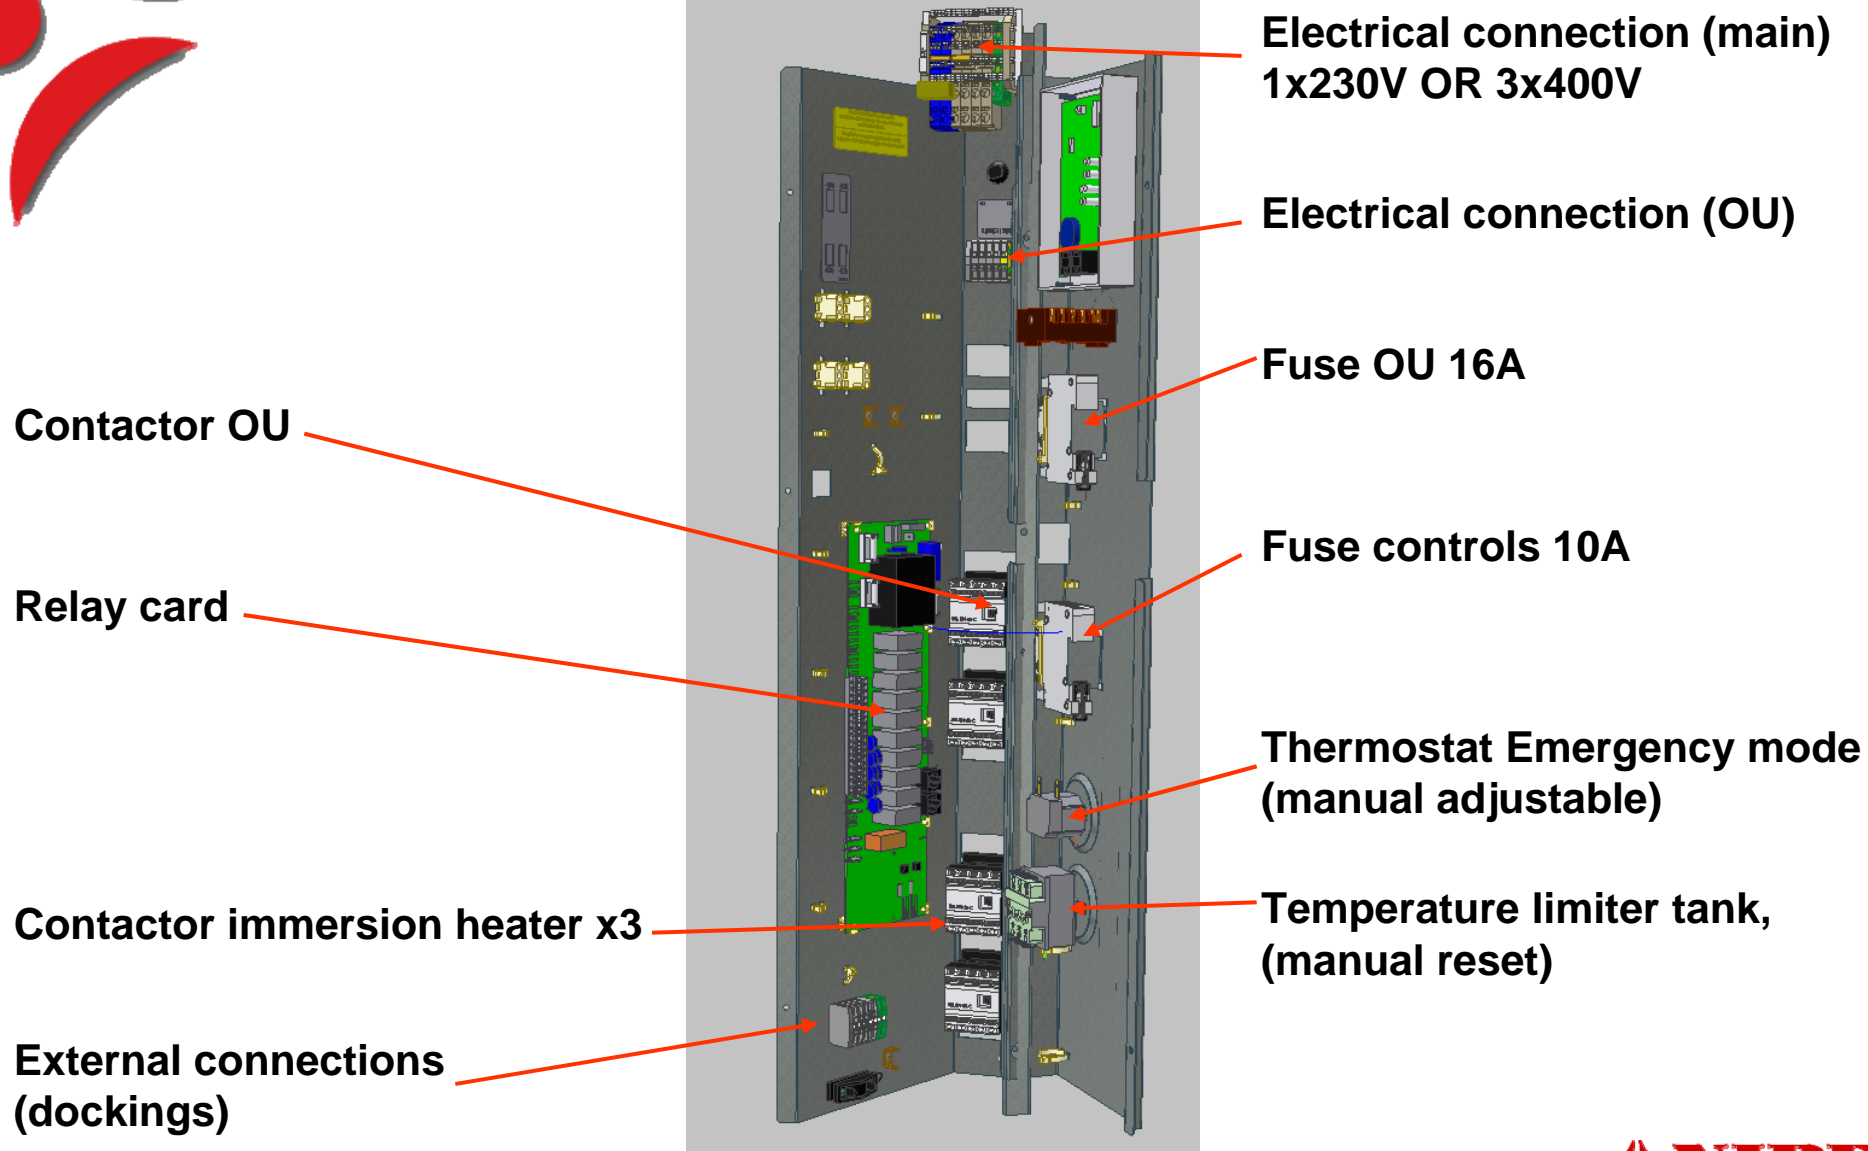 Electrical connection (main)
1x230V OR 3x400V
Electrical connection (OU)
Fuse OU 16A
Contactor OU
Fuse controls 10A
Relay card
Thermostat Emergency mode
(manual adjustable)
Contactor immersion heater x3
Temperature limiter tank,
(manual reset)
External connections
(dockings)